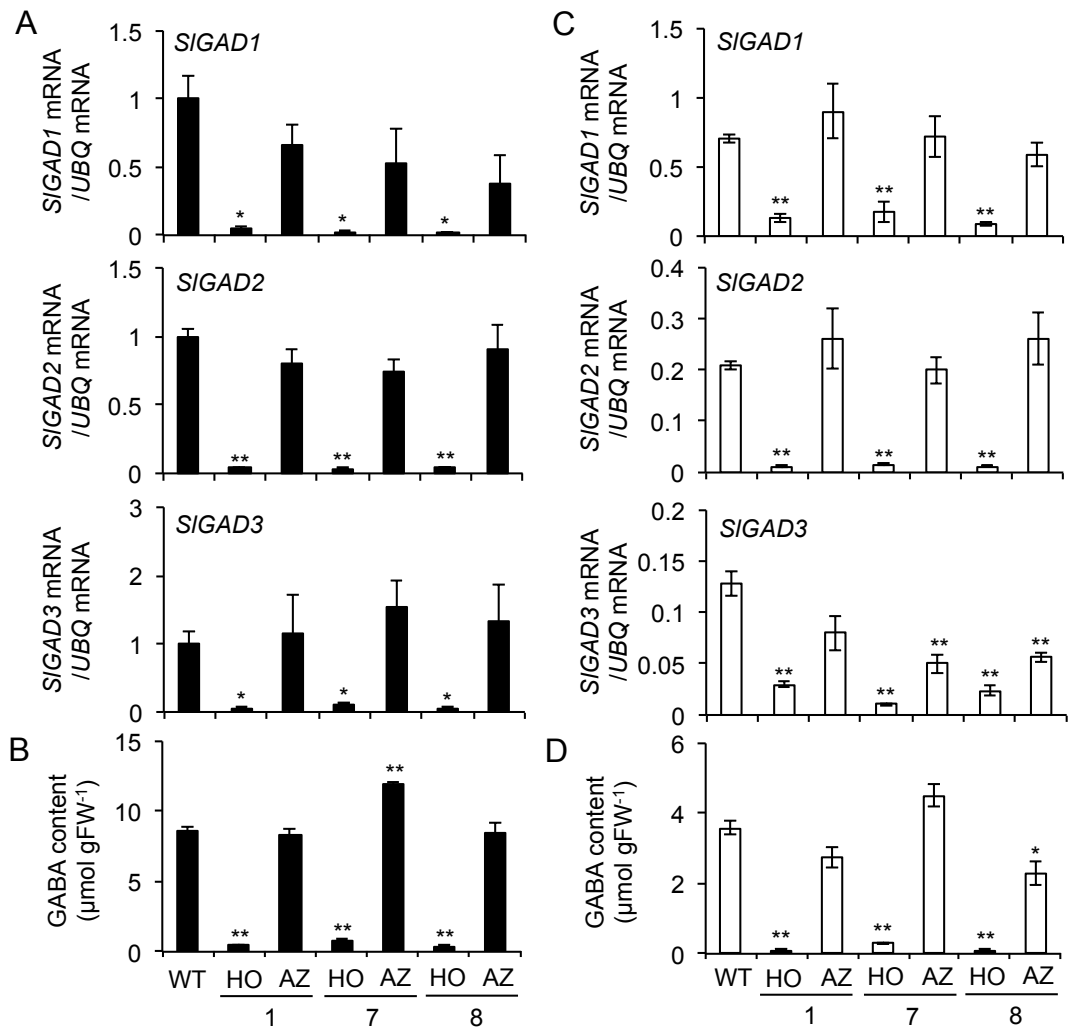 A
SlGAD1
SlGAD1 mRNA
/UBQ mRNA
1.5
1
0.5
0
* * *
SlGAD2
SlGAD2 mRNA
/UBQ mRNA
1.5
1
0.5
0
** ** **
SlGAD3
SlGAD3 mRNA
/UBQ mRNA
3
2
1
0
* * *
B
GABA content
(µmol gFW-1)
15
10
5
0
** ** ** **
WT HO AZ HO AZ HO AZ
1 7 8
C
SlGAD1
SlGAD1 mRNA
/UBQ mRNA
1.5
1
0.5
0
** ** **
SlGAD2
SlGAD2 mRNA
/UBQ mRNA
0.4
0.3
0.2
0.1
0
** ** **
SlGAD3
SlGAD3 mRNA
/UBQ mRNA
0.2
0.15
0.1
0.05
0
** ** ** ** **
D
GABA content
(µmol gFW-1)
6
4
2
0
** ** ** *
WT HO AZ HO AZ HO AZ
1 7 8